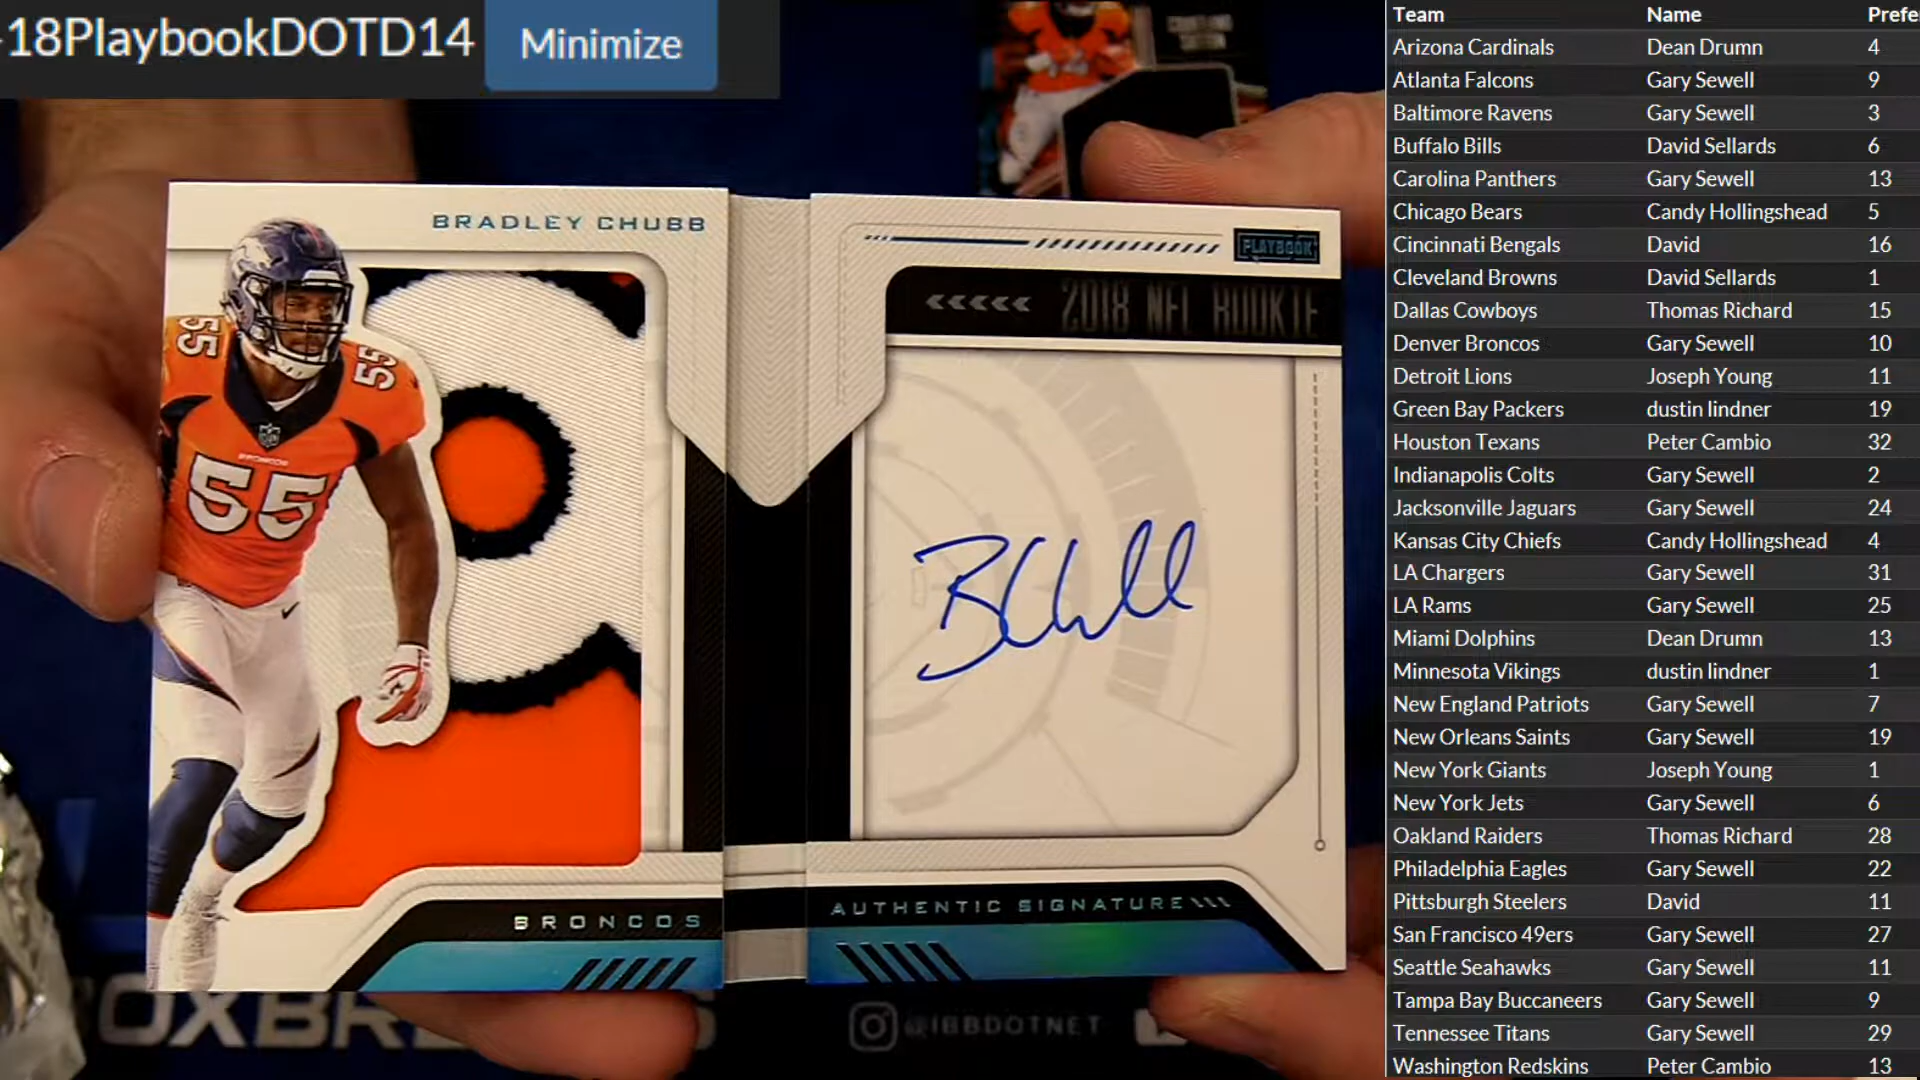 -18PlaybookDOTD14
Minimize
BRADLEY CHUBB
PLAYBOOK
2018 NFL ROOKIE
55
55
BRONCOS
55
BRONCOS
AUTHENTIC SIGNATURE
OXBR
@IBBDOTNET
Team Name Prefe
Arizona Cardinals Dean Drumn 4
Atlanta Falcons Gary Sewell 9
Baltimore Ravens Gary Sewell 3
Buffalo Bills David Sellards 6
Carolina Panthers Gary Sewell 13
Chicago Bears Candy Hollingshead 5
Cincinnati Bengals David 16
Cleveland Browns David Sellards 1
Dallas Cowboys Thomas Richard 15
Denver Broncos Gary Sewell 10
Detroit Lions Joseph Young 11
Green Bay Packers dustin lindner 19
Houston Texans Peter Cambio 32
Indianapolis Colts Gary Sewell 2
Jacksonville Jaguars Gary Sewell 24
Kansas City Chiefs Candy Hollingshead 4
LA Chargers Gary Sewell 31
LA Rams Gary Sewell 25
Miami Dolphins Dean Drumn 13
Minnesota Vikings dustin lindner 1
New England Patriots Gary Sewell 7
New Orleans Saints Gary Sewell 19
New York Giants Joseph Young 1
New York Jets Gary Sewell 6
Oakland Raiders Thomas Richard 28
Philadelphia Eagles Gary Sewell 22
Pittsburgh Steelers David 11
San Francisco 49ers Gary Sewell 27
Seattle Seahawks Gary Sewell 11
Tampa Bay Buccaneers Gary Sewell 9
Tennessee Titans Gary Sewell 29
Washington Redskins Peter Cambio 13